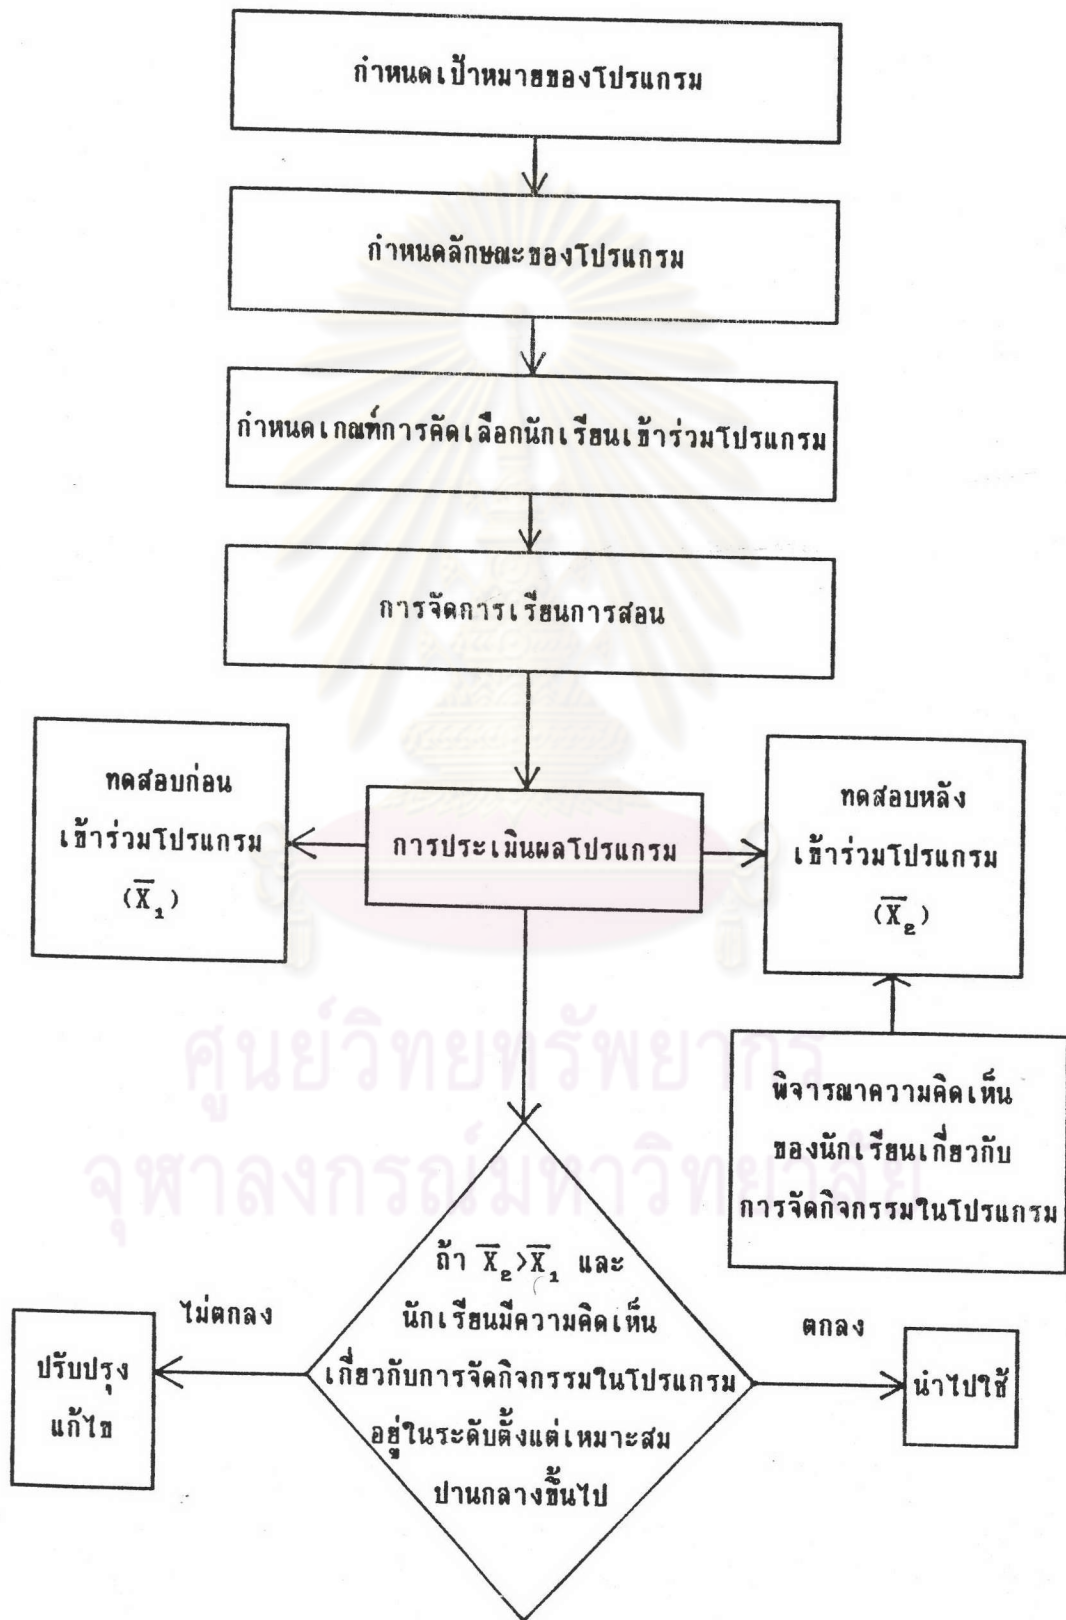 กำหนดเป้าหมายของโปรแกรม
กำหนดลักษณะของโปรแกรม
กำหนดเกณฑ์การคัดเลือกนักเรียนเข้าร่วมโปรแกรม
การจัดการเรียนการสอน
ทดสอบก่อน
เข้าร่วมโปรแกรม
(X̅₁)
การประเมินผลโปรแกรม
ทดสอบหลัง
เข้าร่วมโปรแกรม
(X̅₂)
พิจารณาความคิดเห็น
ของนักเรียนเกี่ยวกับ
การจัดกิจกรรมในโปรแกรม
ถ้า X̅₂>X̅₁ และ
นักเรียนมีความคิดเห็น
เกี่ยวกับการจัดกิจกรรมในโปรแกรม
อยู่ในระดับตั้งแต่เหมาะสม
ปานกลางขึ้นไป
ไม่ตกลง
ปรับปรุง
แก้ไข
ตกลง
นำไปใช้
ศูนย์วิทยทรัพยากร
จุฬาลงกรณ์มหาวิทยาลัย